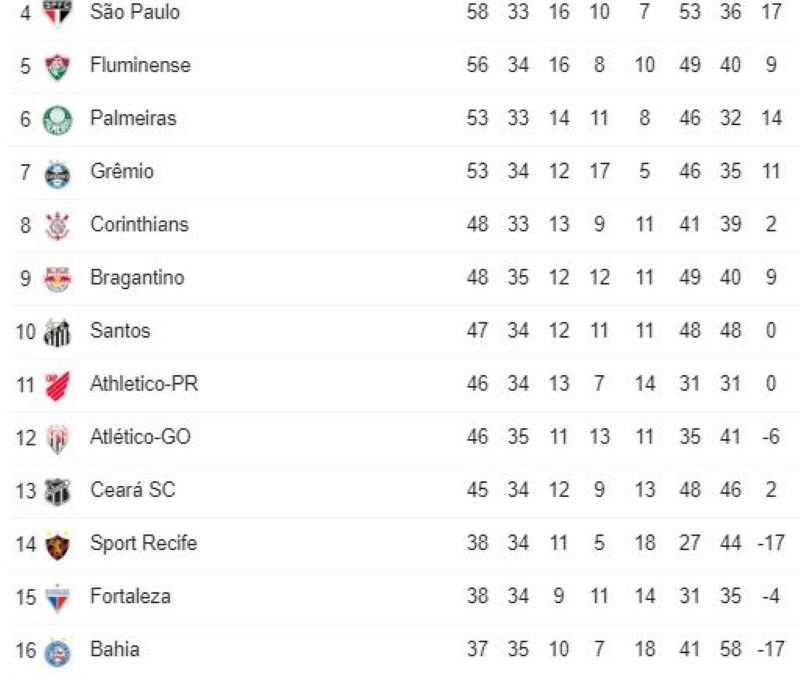 4 São Paulo 58 33 16 10 7 53 36 17
5 Fluminense 56 34 16 8 10 49 40 9
6 Palmeiras 53 33 14 11 8 46 32 14
7 Grêmio 53 34 12 17 5 46 35 11
8 Corinthians 48 33 13 9 11 41 39 2
9 Bragantino 48 35 12 12 11 49 40 9
10 Santos 47 34 12 11 11 48 48 0
11 Athletico-PR 46 34 13 7 14 31 31 0
12 Atlético-GO 46 35 11 13 11 35 41 -6
13 Ceará SC 45 34 12 9 13 48 46 2
14 Sport Recife 38 34 11 5 18 27 44 -17
15 Fortaleza 38 34 9 11 14 31 35 -4
16 Bahia 37 35 10 7 18 41 58 -17